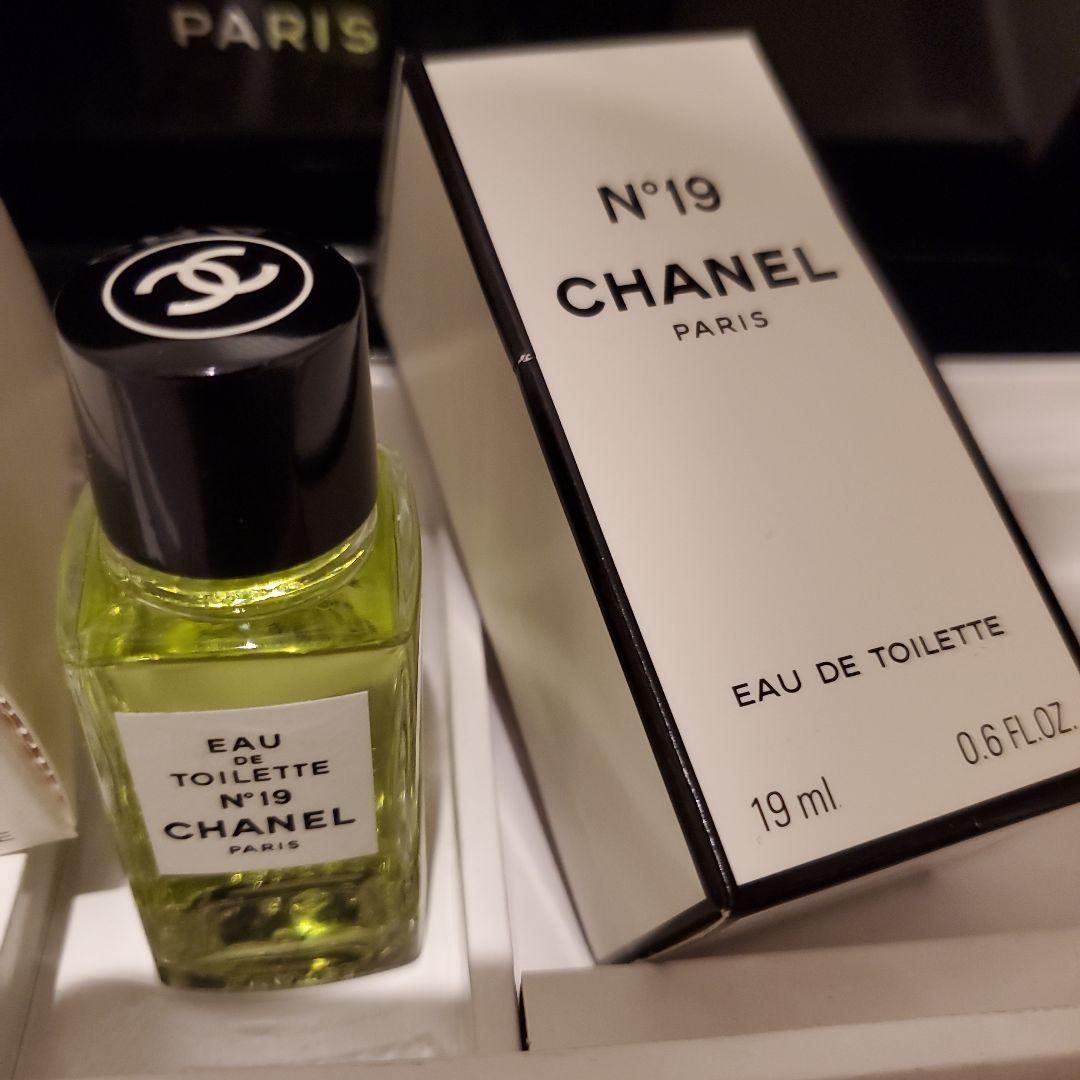 PARIS
N°19
CHANEL
PARIS
EAU DE TOILETTE
19 ml
0.6 FL.OZ.
EAU
DE
TOILETTE
N°19
CHANEL
PARIS
E